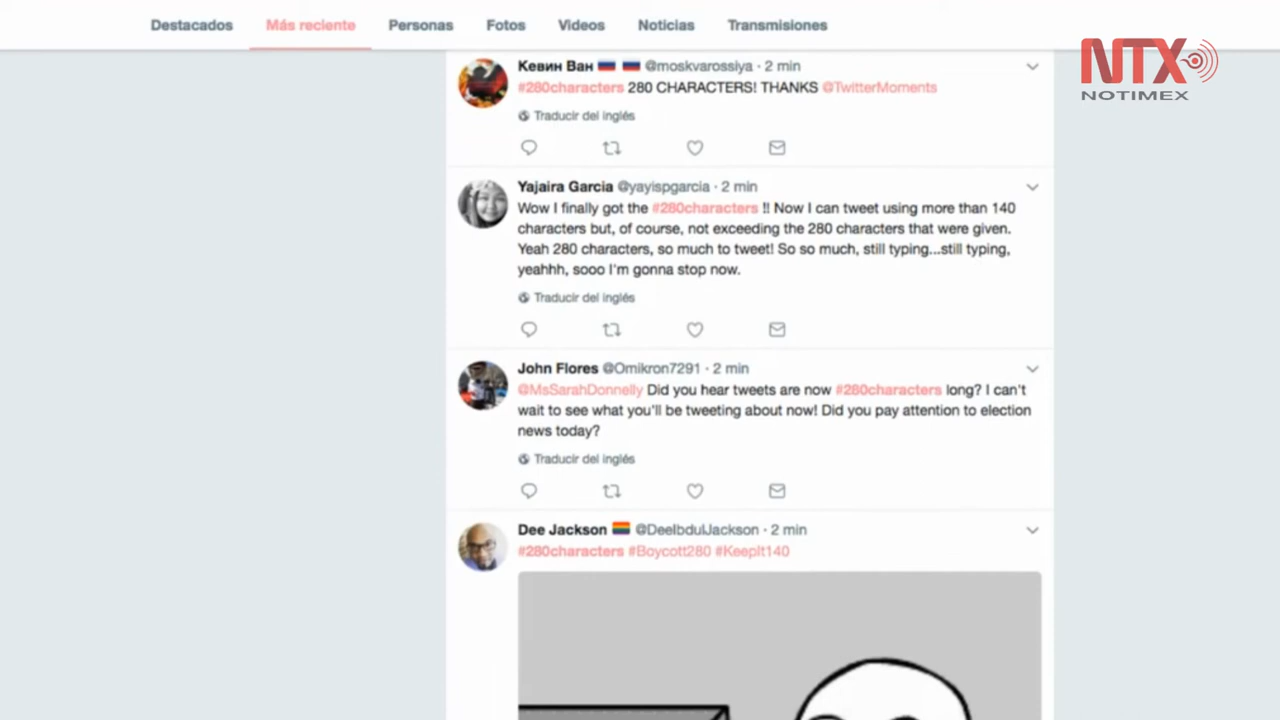 Destacados Más reciente Personas Fotos Videos Noticias Transmisiones
NTX
NOTIMEX
Кевин Ван @moskvarossiya · 2 min
#280characters 280 CHARACTERS! THANKS @TwitterMoments
Traducir del inglés
Yajaira Garcia @yayispgarcia · 2 min
Wow I finally got the #280characters !! Now I can tweet using more than 140
characters but, of course, not exceeding the 280 characters that were given.
Yeah 280 characters, so much to tweet! So so much, still typing...still typing,
yeahhh, sooo I'm gonna stop now.
Traducir del inglés
John Flores @Omikron7291 · 2 min
@MsSarahDonnelly Did you hear tweets are now #280characters long? I can't
wait to see what you'll be tweeting about now! Did you pay attention to election
news today?
Traducir del inglés
Dee Jackson @DeeIbdulJackson · 2 min
#280characters #Boycott280 #KeepIt140